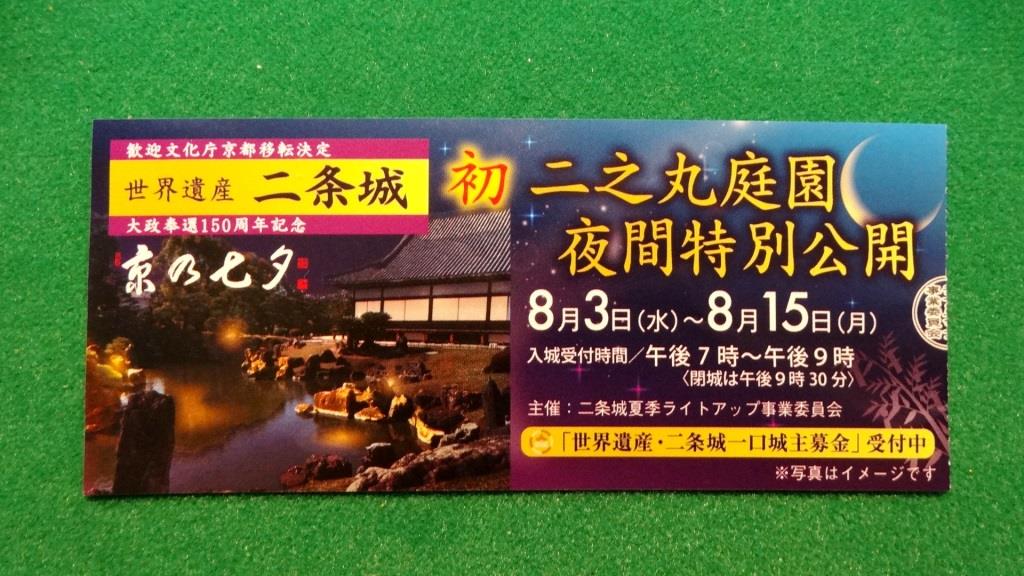 歓迎文化庁京都移転決定
世界遺産 二条城
大政奉還150周年記念
京の七夕
初 二之丸庭園
夜間特別公開
8月3日(水)~8月15日(月)
入城受付時間/午後7時~午後9時
〈閉城は午後9時30分〉
主催:二条城夏季ライトアップ事業委員会
「世界遺産・二条城一口城主募金」受付中
※写真はイメージです